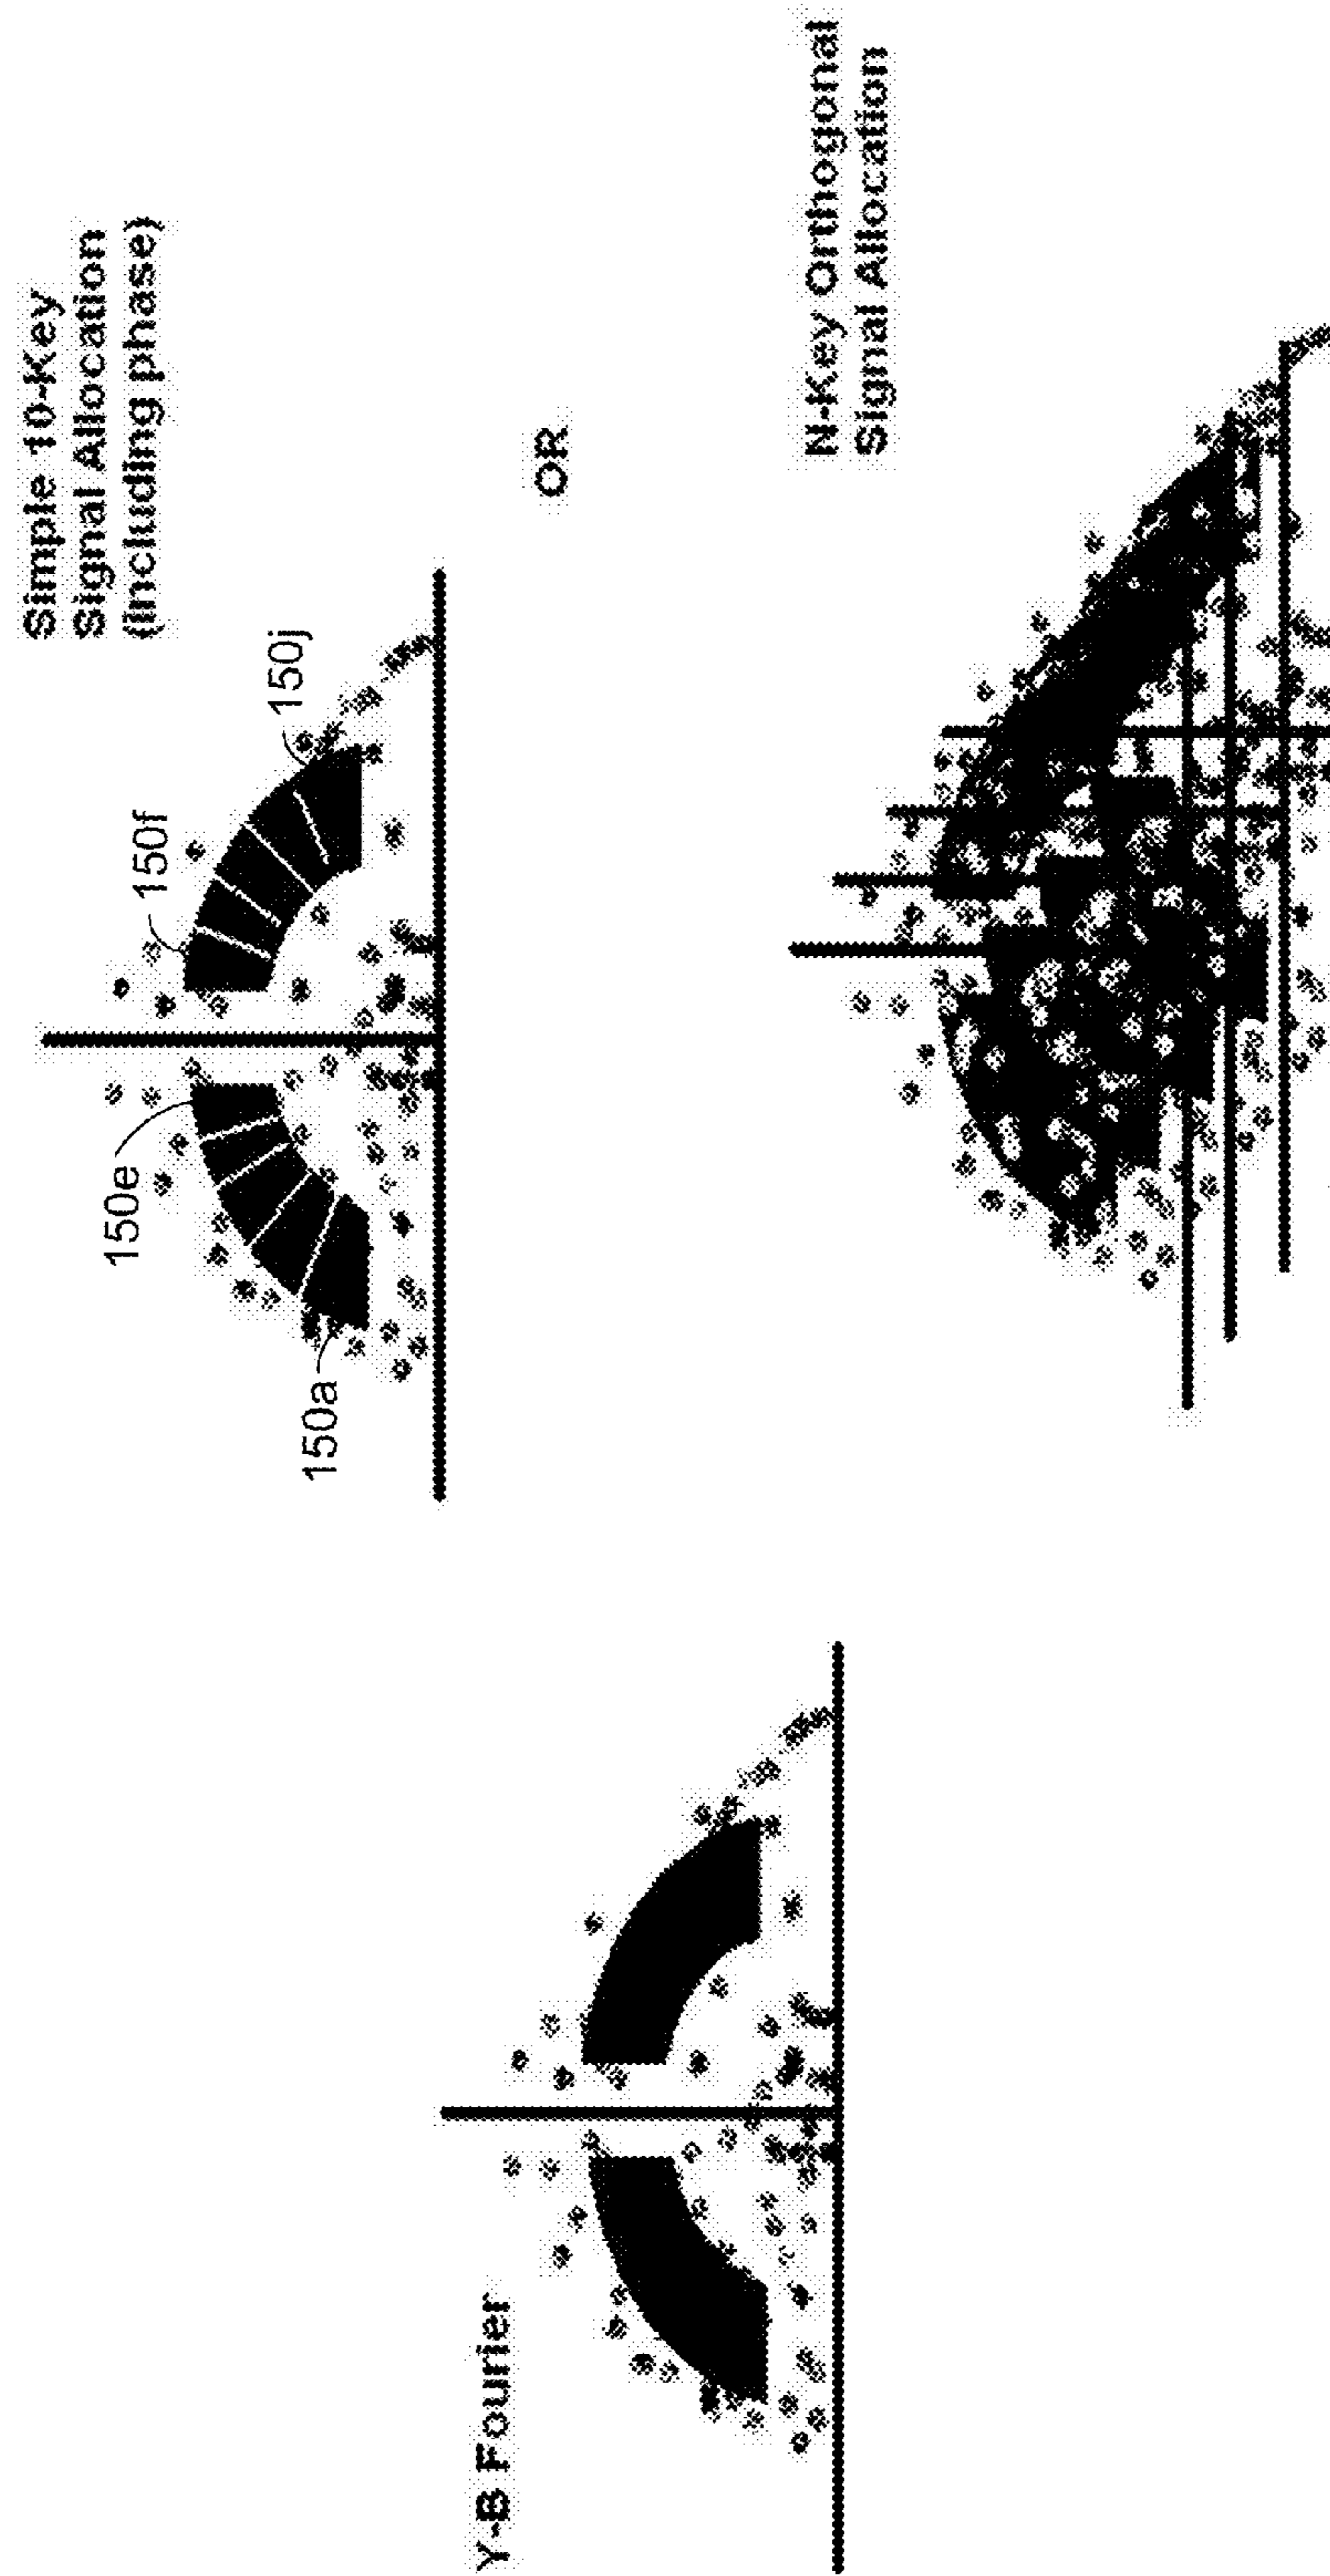 Y-B Fourier
Simple 10-Key
Signal Allocation
(including phase)
150a
150e
150f
150j
OR
N-Key Orthogonal
Signal Allocation